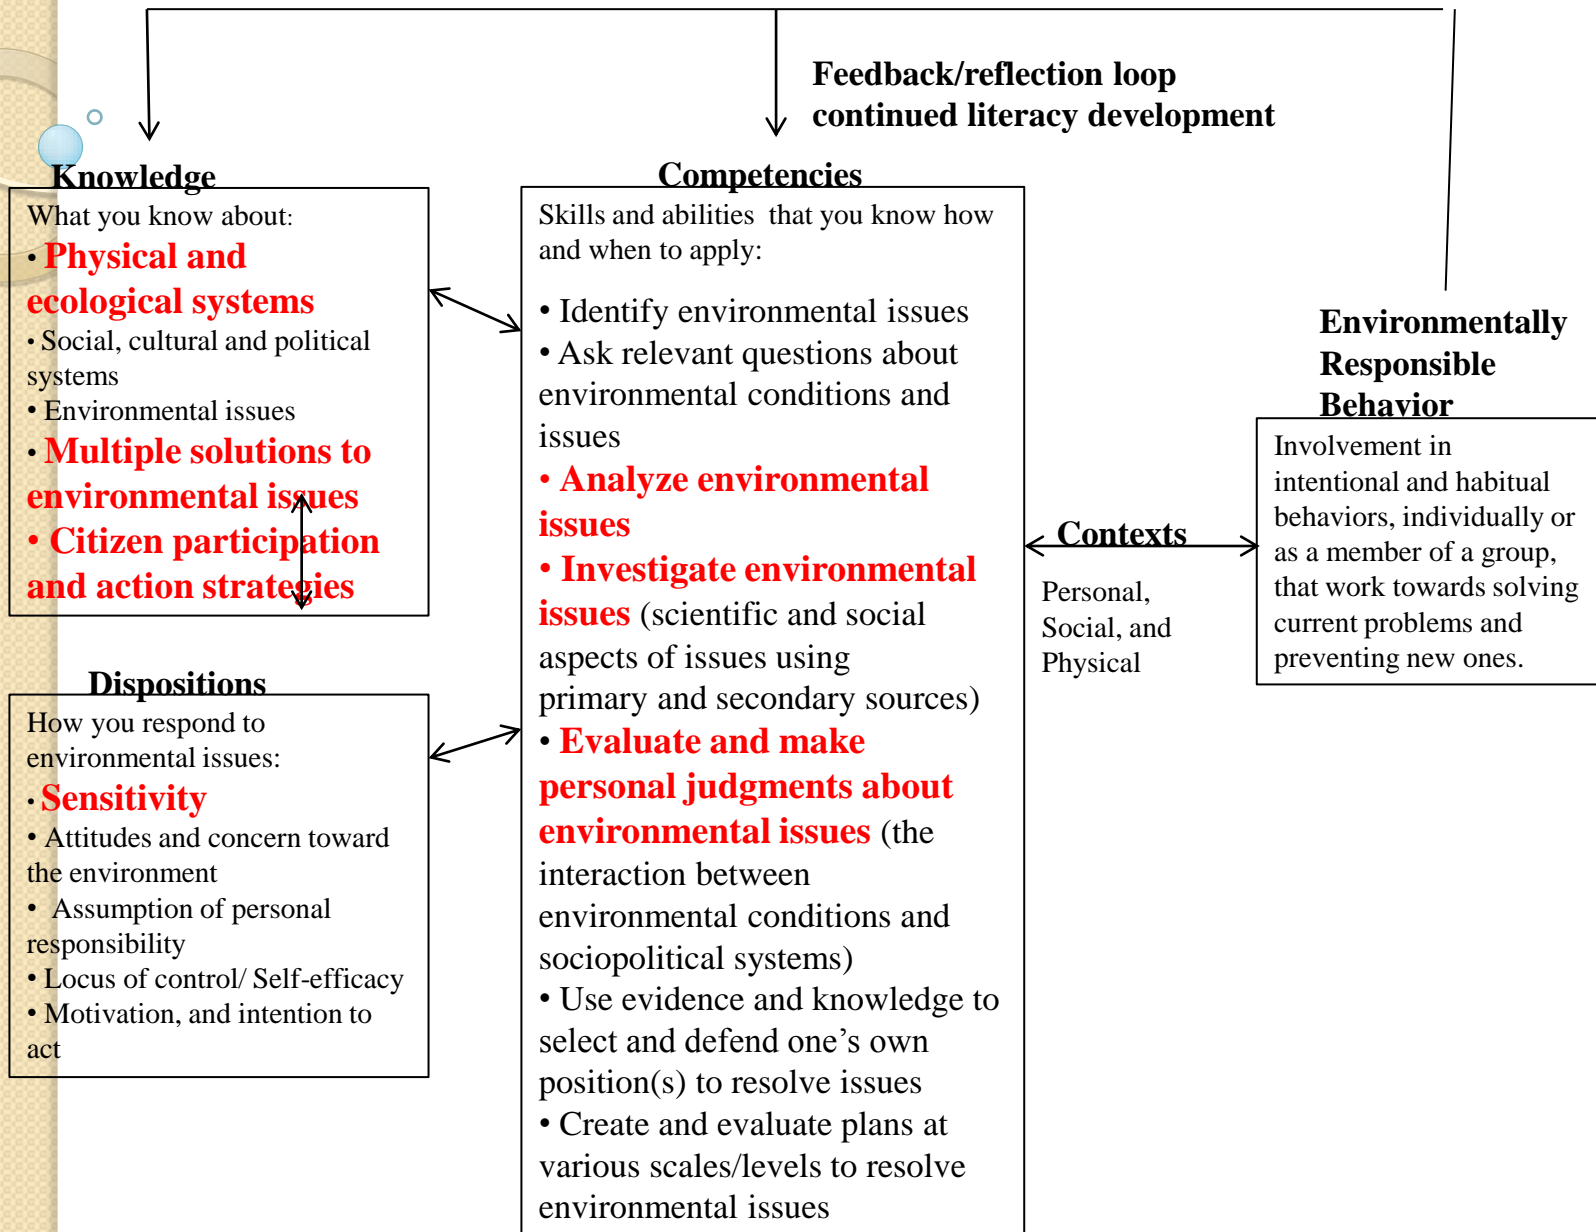 Feedback/reflection loop
continued literacy development
Knowledge
What you know about:
• Physical and
ecological systems
• Social, cultural and political
systems
• Environmental issues
• Multiple solutions to
environmental issues
• Citizen participation
and action strategies
Dispositions
How you respond to
environmental issues:
• Sensitivity
• Attitudes and concern toward
the environment
• Assumption of personal
responsibility
• Locus of control/ Self-efficacy
• Motivation, and intention to
act
Competencies
Skills and abilities that you know how
and when to apply:
• Identify environmental issues
• Ask relevant questions about
environmental conditions and
issues
• Analyze environmental
issues
• Investigate environmental
issues (scientific and social
aspects of issues using
primary and secondary sources)
• Evaluate and make
personal judgments about
environmental issues (the
interaction between
environmental conditions and
sociopolitical systems)
• Use evidence and knowledge to
select and defend one’s own
position(s) to resolve issues
• Create and evaluate plans at
various scales/levels to resolve
environmental issues
Contexts
Personal,
Social, and
Physical
Environmentally
Responsible
Behavior
Involvement in
intentional and habitual
behaviors, individually or
as a member of a group,
that work towards solving
current problems and
preventing new ones.